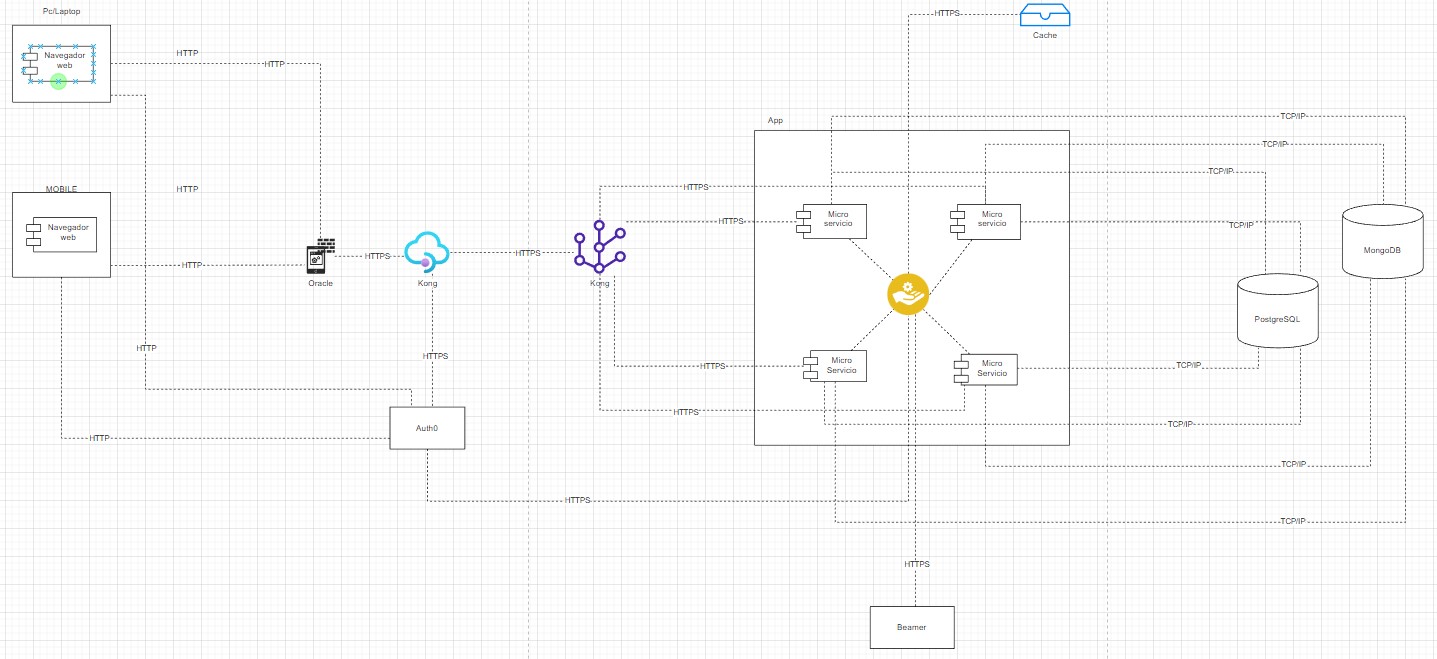 Pc/Laptop
HTTPS
Cache
Navegador
web
HTTP
HTTP
TCP/IP
App
TCP/IP
TCP/IP
MOBILE
HTTP
HTTPS
Navegador
web
HTTPS
Micro
servicio
Micro
servicio
TCP/IP
MongoDB
HTTP
HTTPS
HTTPS
Oracle
Kong
Kong
PostgreSQL
HTTP
HTTPS
HTTPS
Micro
Servicio
Micro
Servicio
TCP/IP
HTTPS
TCP/IP
Auth0
HTTP
TCP/IP
HTTPS
TCP/IP
HTTPS
Beamer